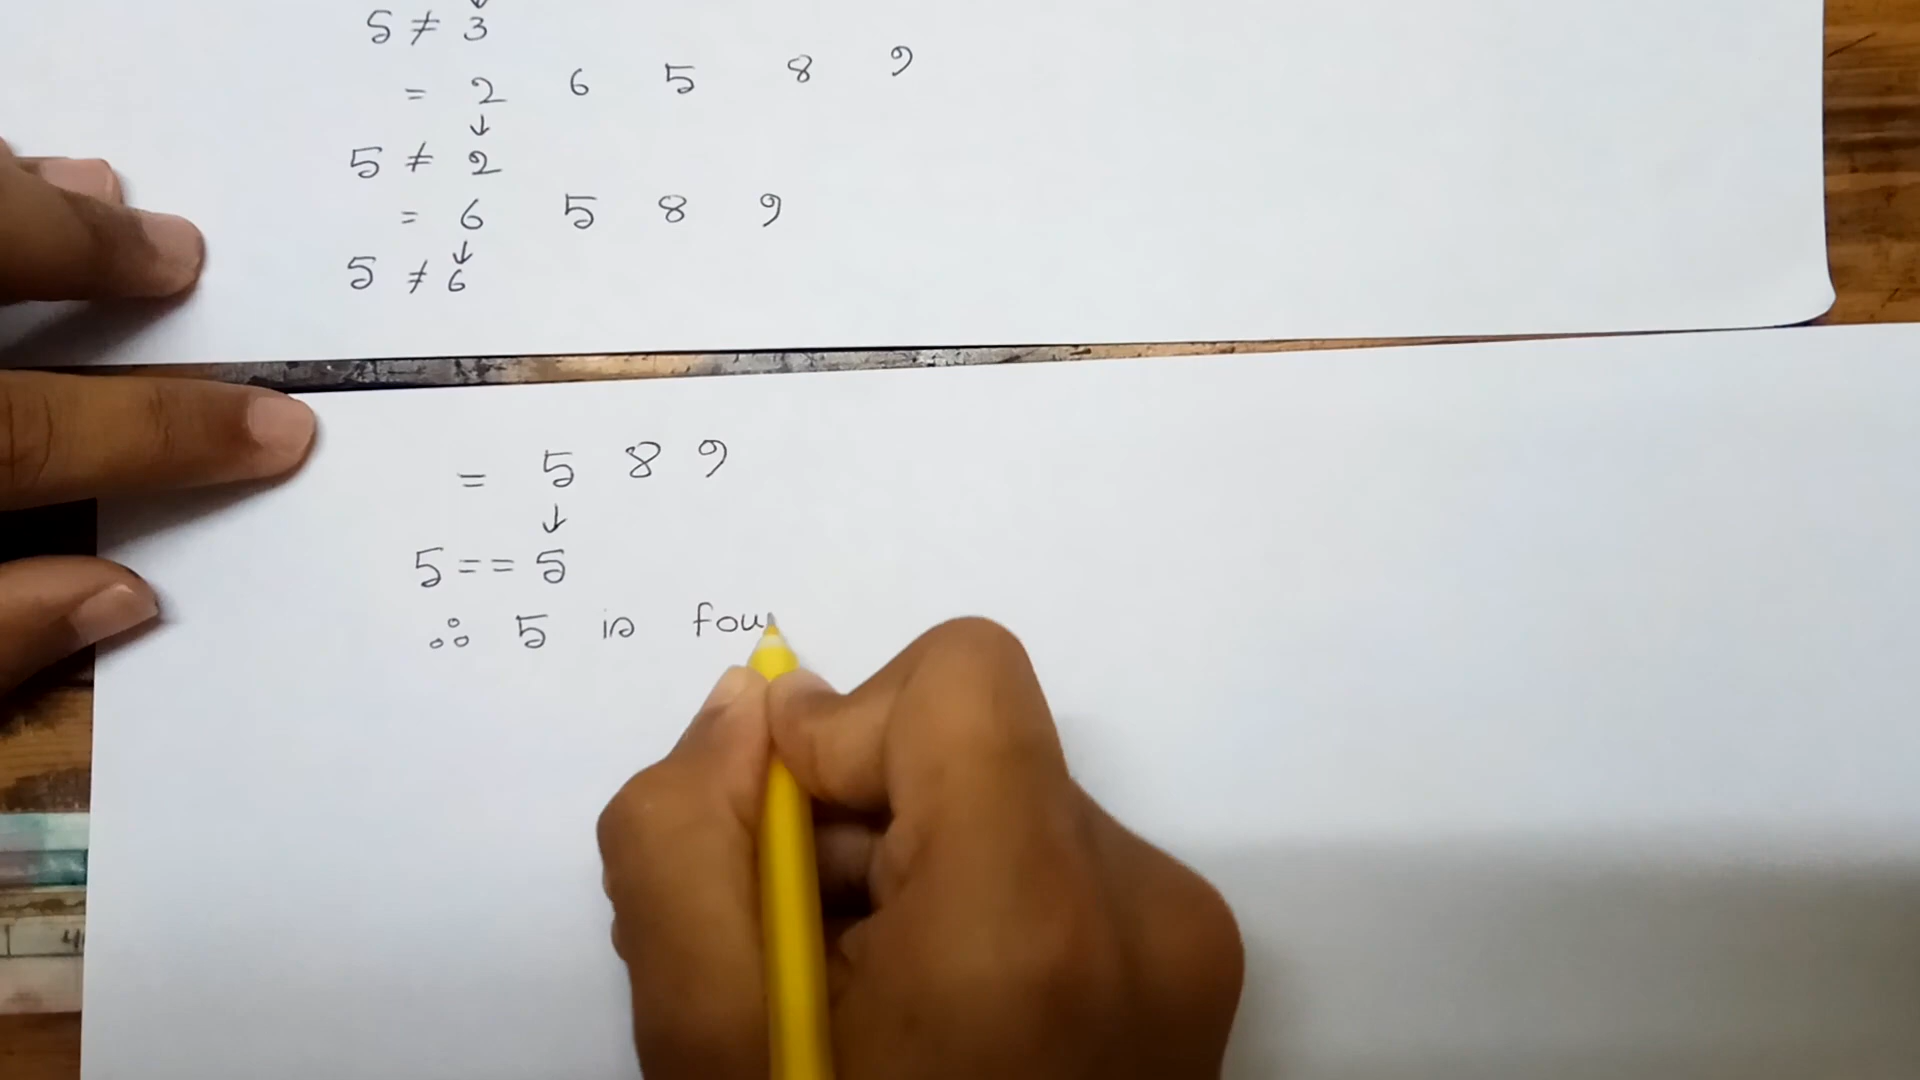 5 ≠ 3
= 2 6 5 8 9
↓
5 ≠ 2
= 6 5 8 9
↓
5 ≠ 6
= 5 8 9
↓
5 == 5
∴ 5 is fou